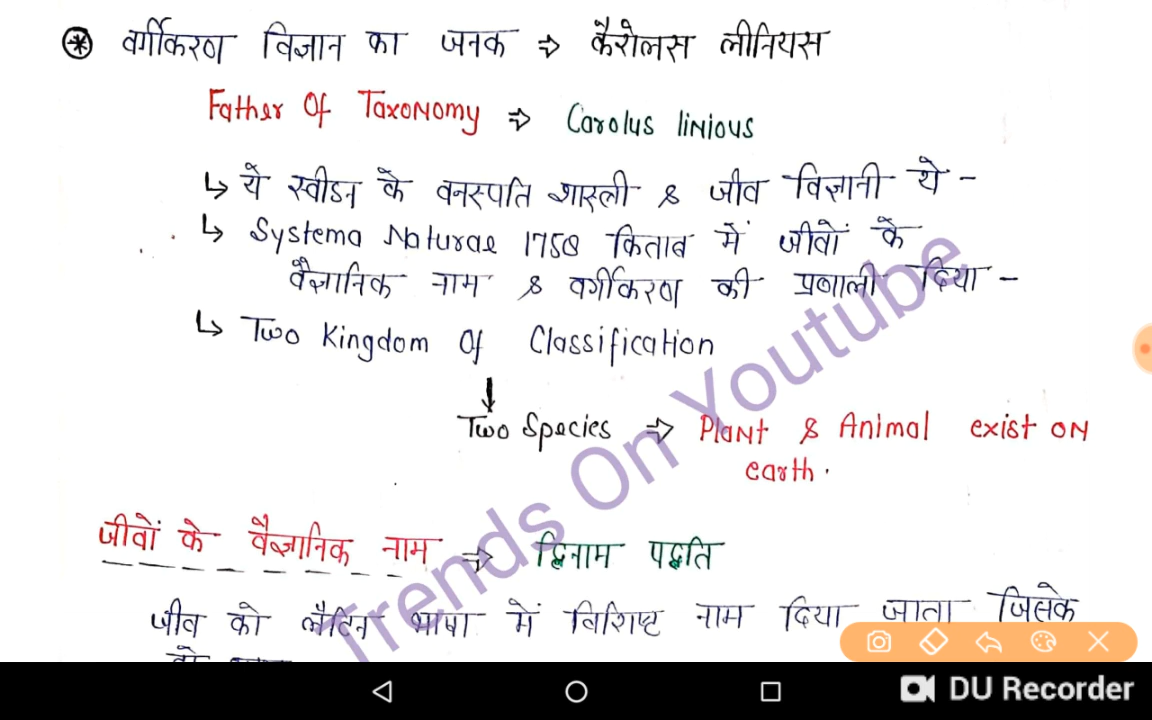 ⊛ वर्गीकरण विज्ञान का जनक ⇒ कैरोलस लीनियस
Father Of Taxonomy ⇒ Carolus linious
↳ ये स्वीडन के वनस्पति शास्त्री & जीव विज्ञानी थे -
↳ Systema Naturae 1758 किताब में जीवों के
वैज्ञानिक नाम & वर्गीकरण की प्रणाली दिया -
↳ Two Kingdom Of Classification
↓
Two Species ⇒ Plant & Animal exist on
earth.
जीवों के वैज्ञानिक नाम ⇒ द्विनाम पद्धति
जीव को लैटिन भाषा में विशिष्ट नाम दिया जाता जिसके
Trends On Youtube
DU Recorder